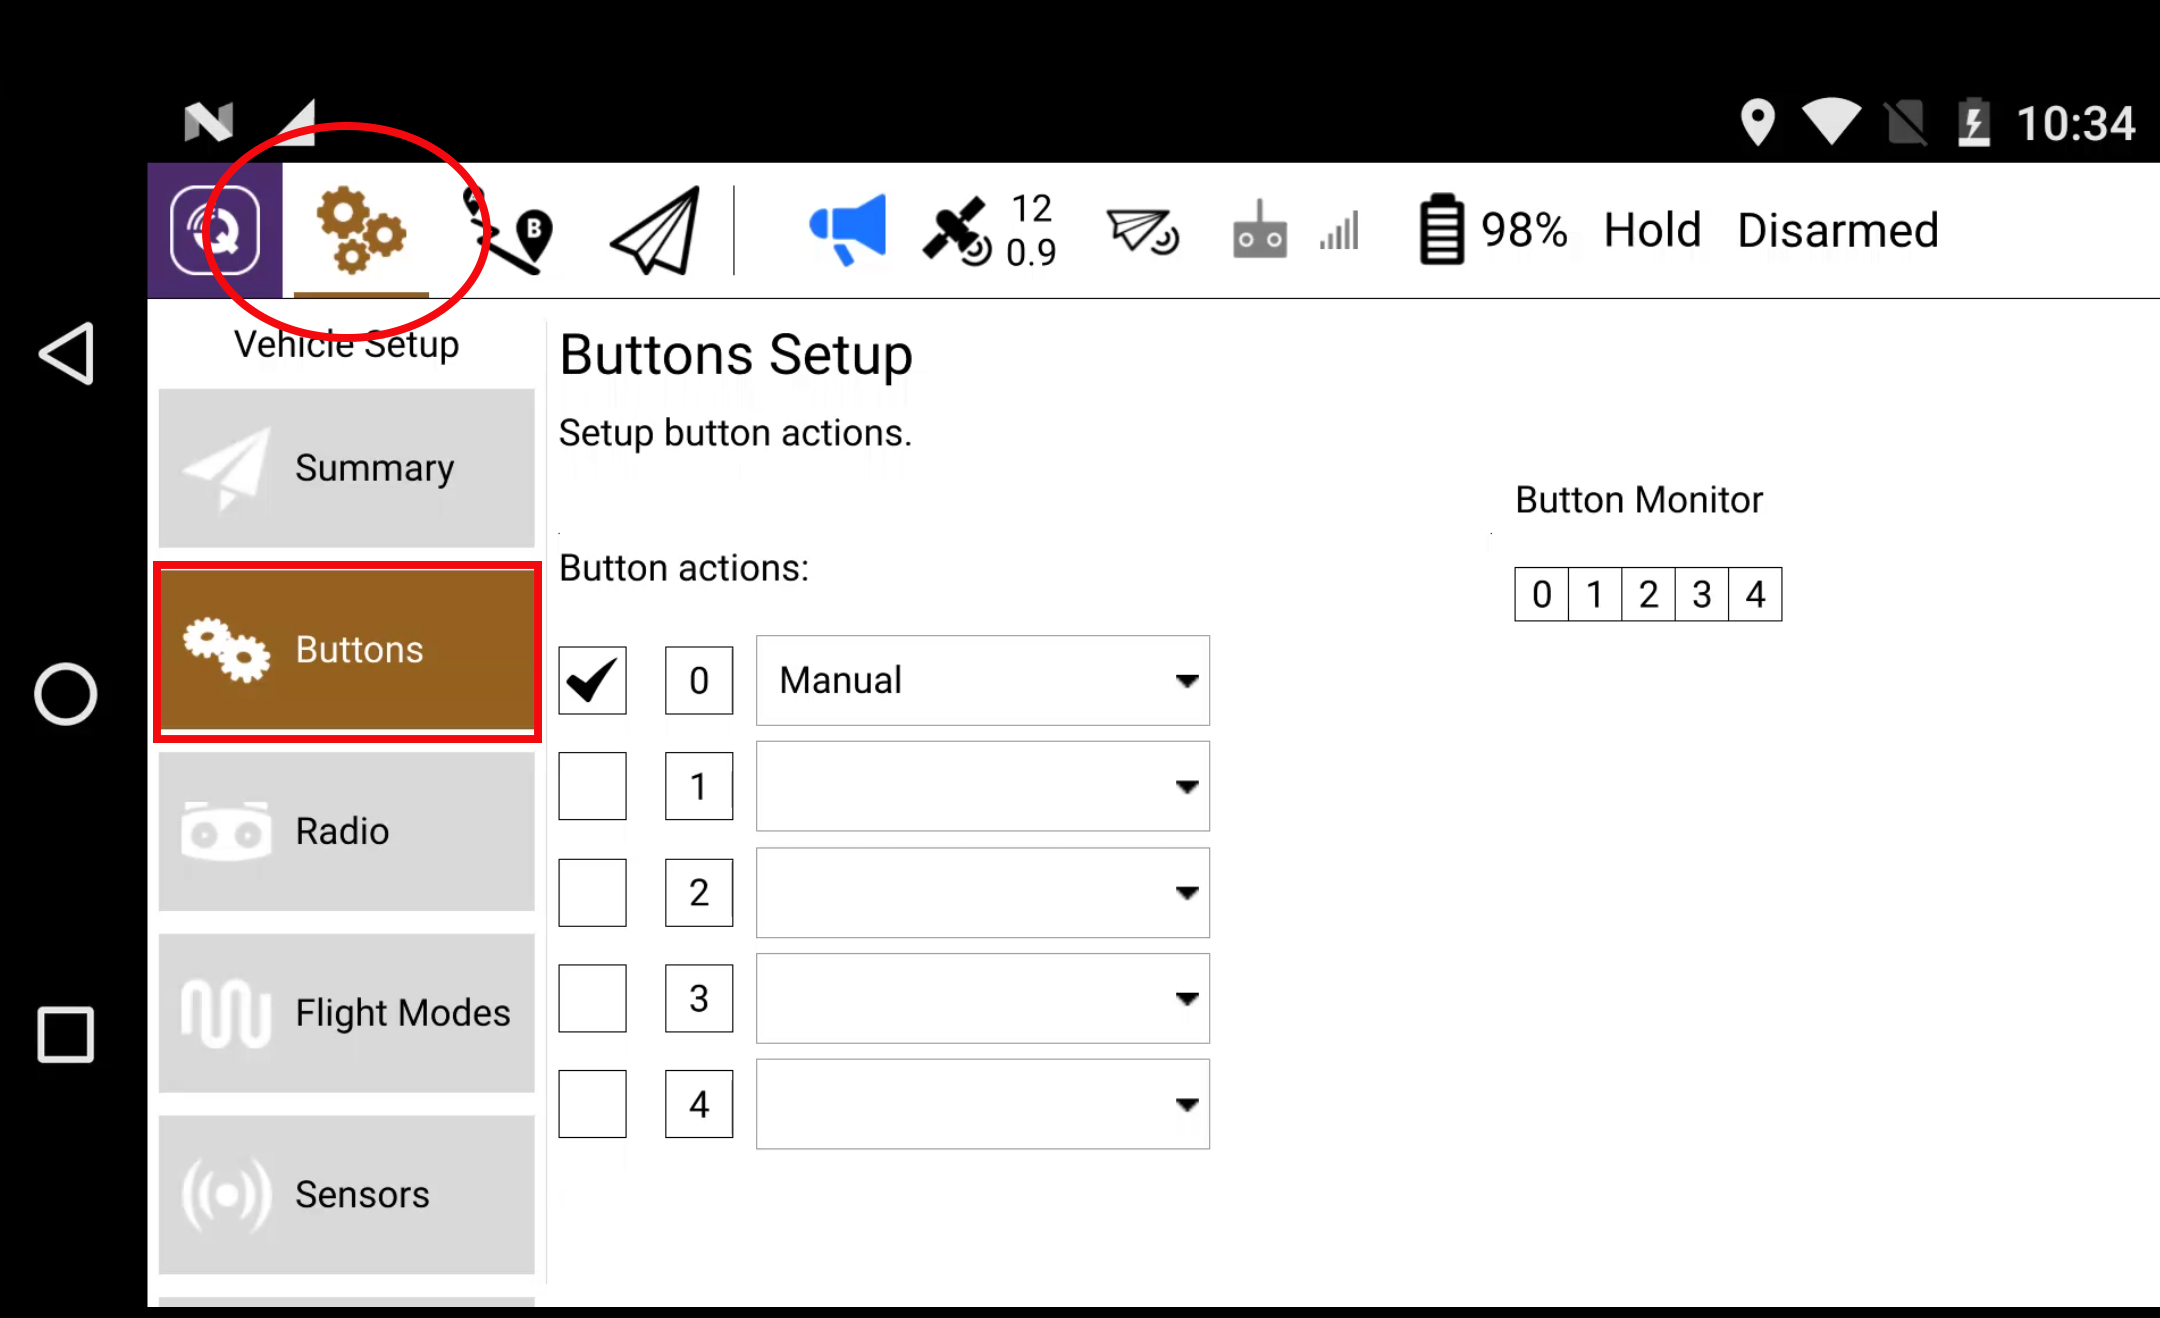 10:34
12
0.9
98% Hold Disarmed
B
Vehicle Setup
Summary
Buttons
Radio
Flight Modes
Sensors
Buttons Setup
Setup button actions.
Button actions:
0 Manual
1
2
3
4
Button Monitor
0 1 2 3 4